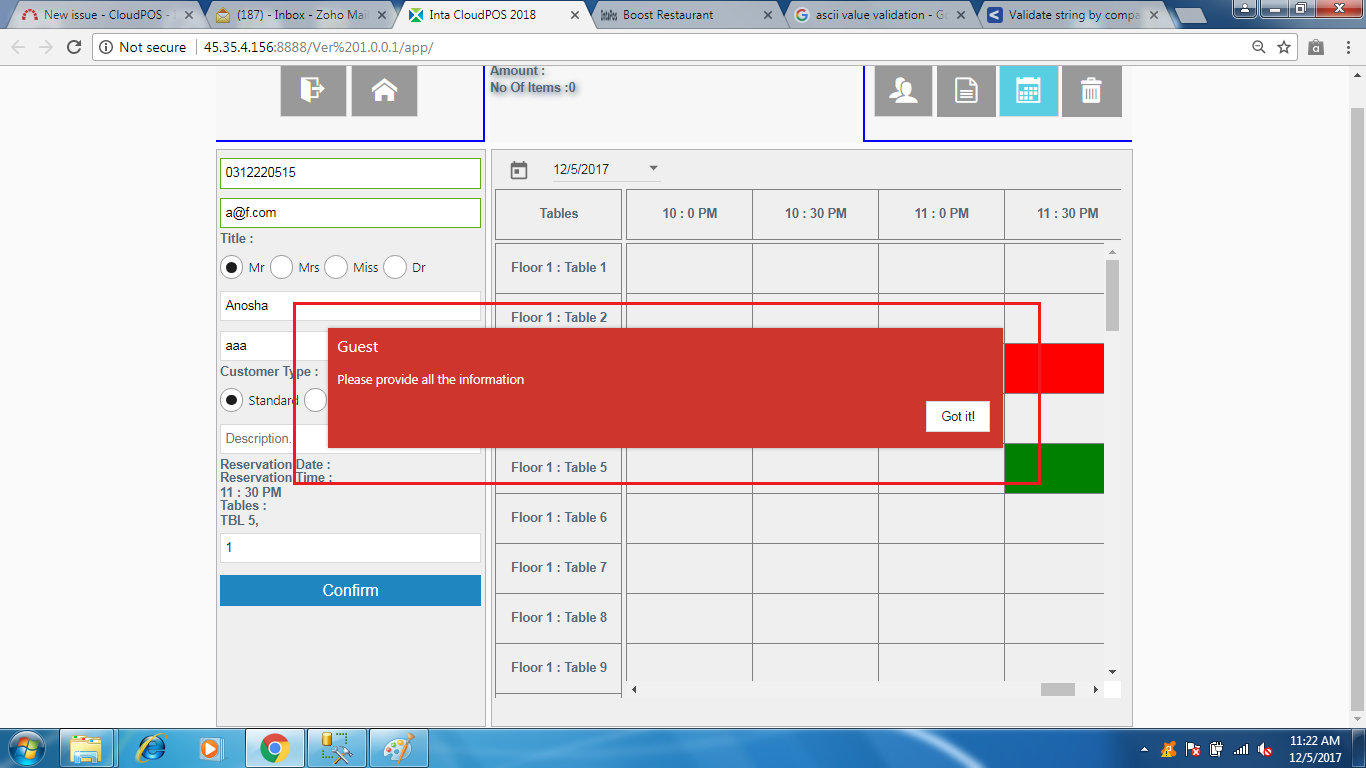 New issue - CloudPOS -
(187) - Inbox - Zoho Mail
Inta CloudPOS 2018
Boost Restaurant
ascii value validation - Go
Validate string by compa
Not secure
45.35.4.156:8888/Ver%201.0.0.1/app/
Amount :
No Of Items :0
0312220515
a@f.com
Title :
Mr Mrs Miss Dr
Anosha
aaa
Customer Type :
Standard
Description.
Reservation Date :
Reservation Time :
11 : 30 PM
Tables :
TBL 5,
1
Confirm
12/5/2017
Tables 10 : 0 PM 10 : 30 PM 11 : 0 PM 11 : 30 PM
Floor 1 : Table 1
Floor 1 : Table 2
Guest
Please provide all the information
Got it!
Floor 1 : Table 5
Floor 1 : Table 6
Floor 1 : Table 7
Floor 1 : Table 8
Floor 1 : Table 9
11:22 AM
12/5/2017